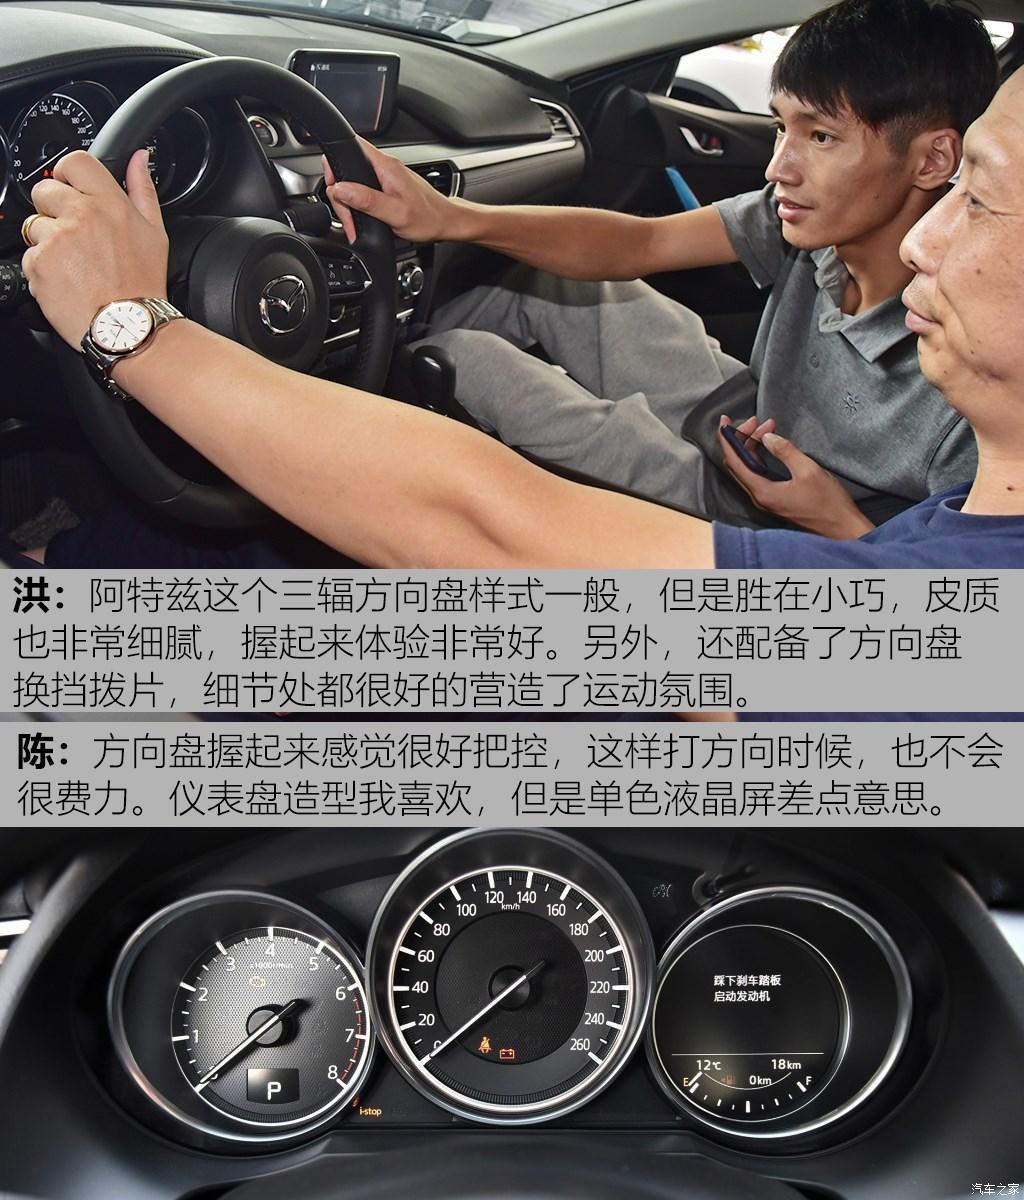 洪：阿特兹这个三辐方向盘样式一般，但是胜在小巧，皮质
也非常细腻，握起来体验非常好。另外，还配备了方向盘
换挡拨片，细节处都很好的营造了运动氛围。
陈：方向盘握起来感觉很好把控，这样打方向时候，也不会
很费力。仪表盘造型我喜欢，但是单色液晶屏差点意思。
1 2 3 4 5 6 7 8
x1000r/min
P
i-stop
0 20 40 60 80 100 120 140 160 180 200 220 240 260
km/h
踩下刹车踏板
启动发动机
12℃ 18km
E 0km F
汽车之家